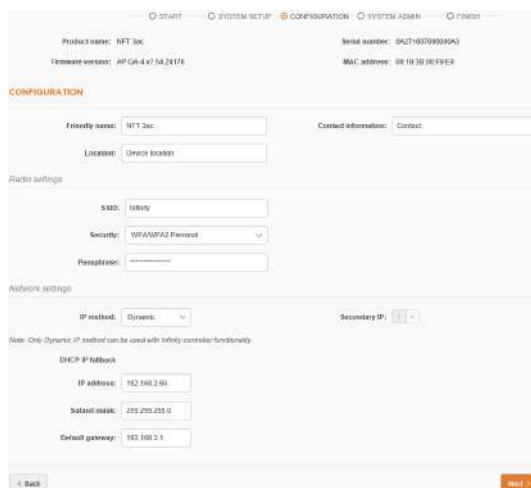 START SYSTEM SETUP CONFIGURATION SYSTEM ADMIN FINISH
Product name: NFT 3ac Serial number:
Firmware version: MAC address:
CONFIGURATION
Friendly name: NFT 3ac Contact information: Contact
Location: Device location
Radio settings
SSID: Infinity
Security: WPA/WPA2 Personal
Passphrase: ***************
Network settings
IP method: Dynamic Secondary IP:
Note: Only Dynamic IP method can be used with Infinity controller functionality.
DHCP IP fallback
IP address: 192.168.2.66
Subnet mask: 255.255.255.0
Default gateway: 192.168.2.1
< Back Next